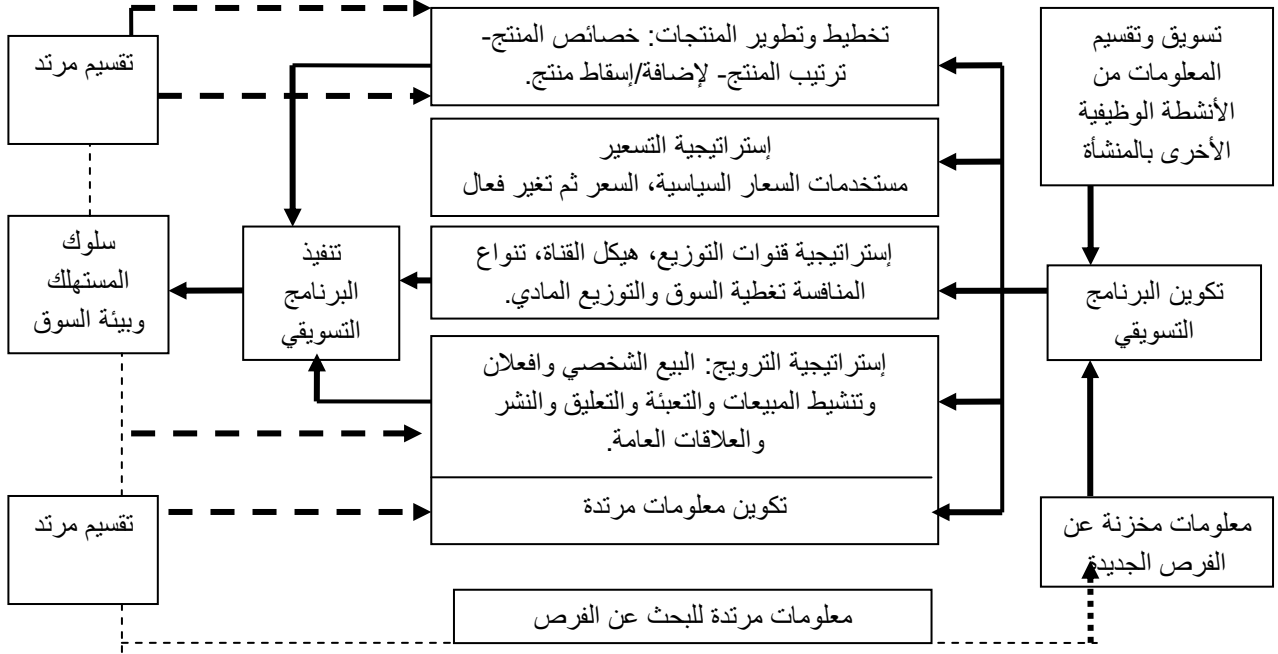 تسويق وتقسيم
المعلومات من
الأنشطة الوظيفية
الأخرى بالمنشأة
تكوين البرنامج
التسويقي
معلومات مخزنة عن
الفرص الجديدة
تخطيط وتطوير المنتجات: خصائص المنتج-
ترتيب المنتج- لإضافة/إسقاط منتج.
إستراتيجية التسعير
مستخدمات السعار السياسية، السعر ثم تغير فعال
إستراتيجية قنوات التوزيع، هيكل القناة، تنواع
المنافسة تغطية السوق والتوزيع المادي.
إستراتيجية الترويج: البيع الشخصي وافعلان
وتنشيط المبيعات والتعبئة والتعليق والنشر
والعلاقات العامة.
تكوين معلومات مرتدة
معلومات مرتدة للبحث عن الفرص
تنفيذ
البرنامج
التسويقي
تقسيم مرتد
سلوك
المستهلك
وبيئة السوق
تقسيم مرتد